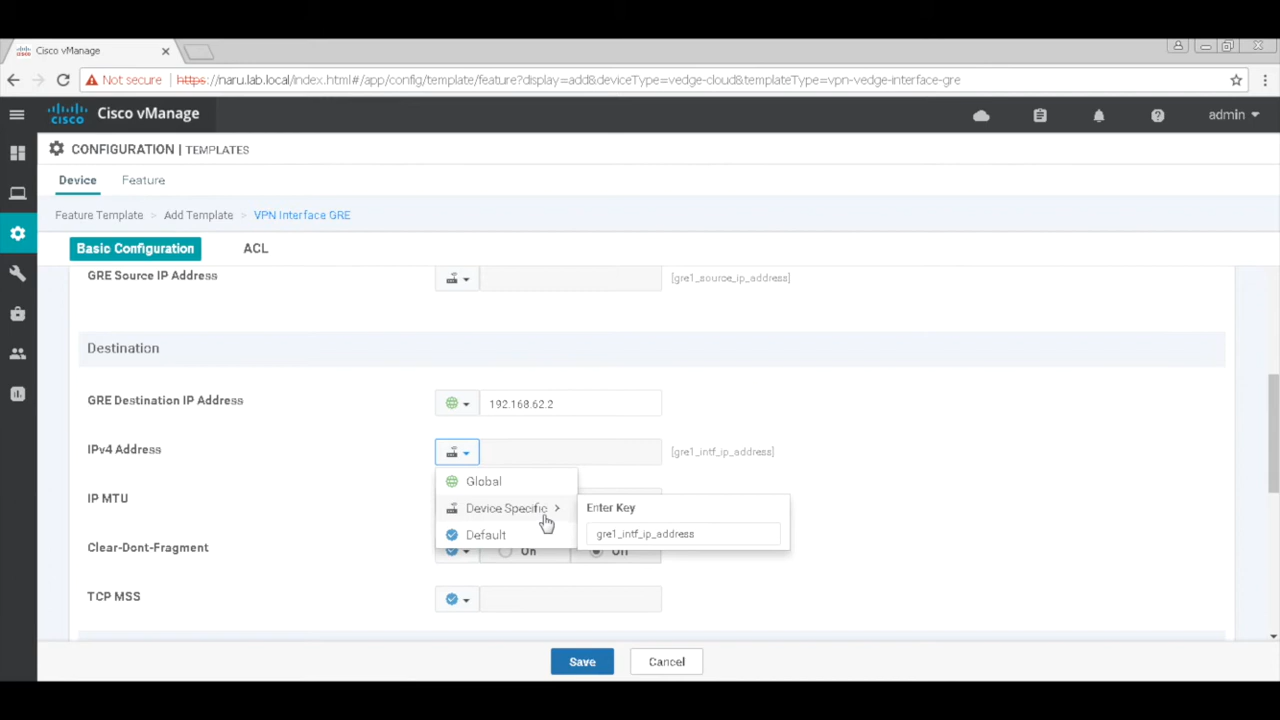 Cisco vManage
Not secure https://naru.lab.local/index.html#/app/config/template/feature?display=add&deviceType=vedge-cloud&templateType=vpn-vedge-interface-gre
CISCO Cisco vManage admin
CONFIGURATION | TEMPLATES
Device Feature
Feature Template > Add Template > VPN Interface GRE
Basic Configuration ACL
GRE Source IP Address [gre1_source_ip_address]
Destination
GRE Destination IP Address 192.168.62.2
IPv4 Address [gre1_intf_ip_address]
Global
IP MTU
Device Specific > Enter Key
Default gre1_intf_ip_address
Clear-Dont-Fragment On Off
TCP MSS
Save Cancel